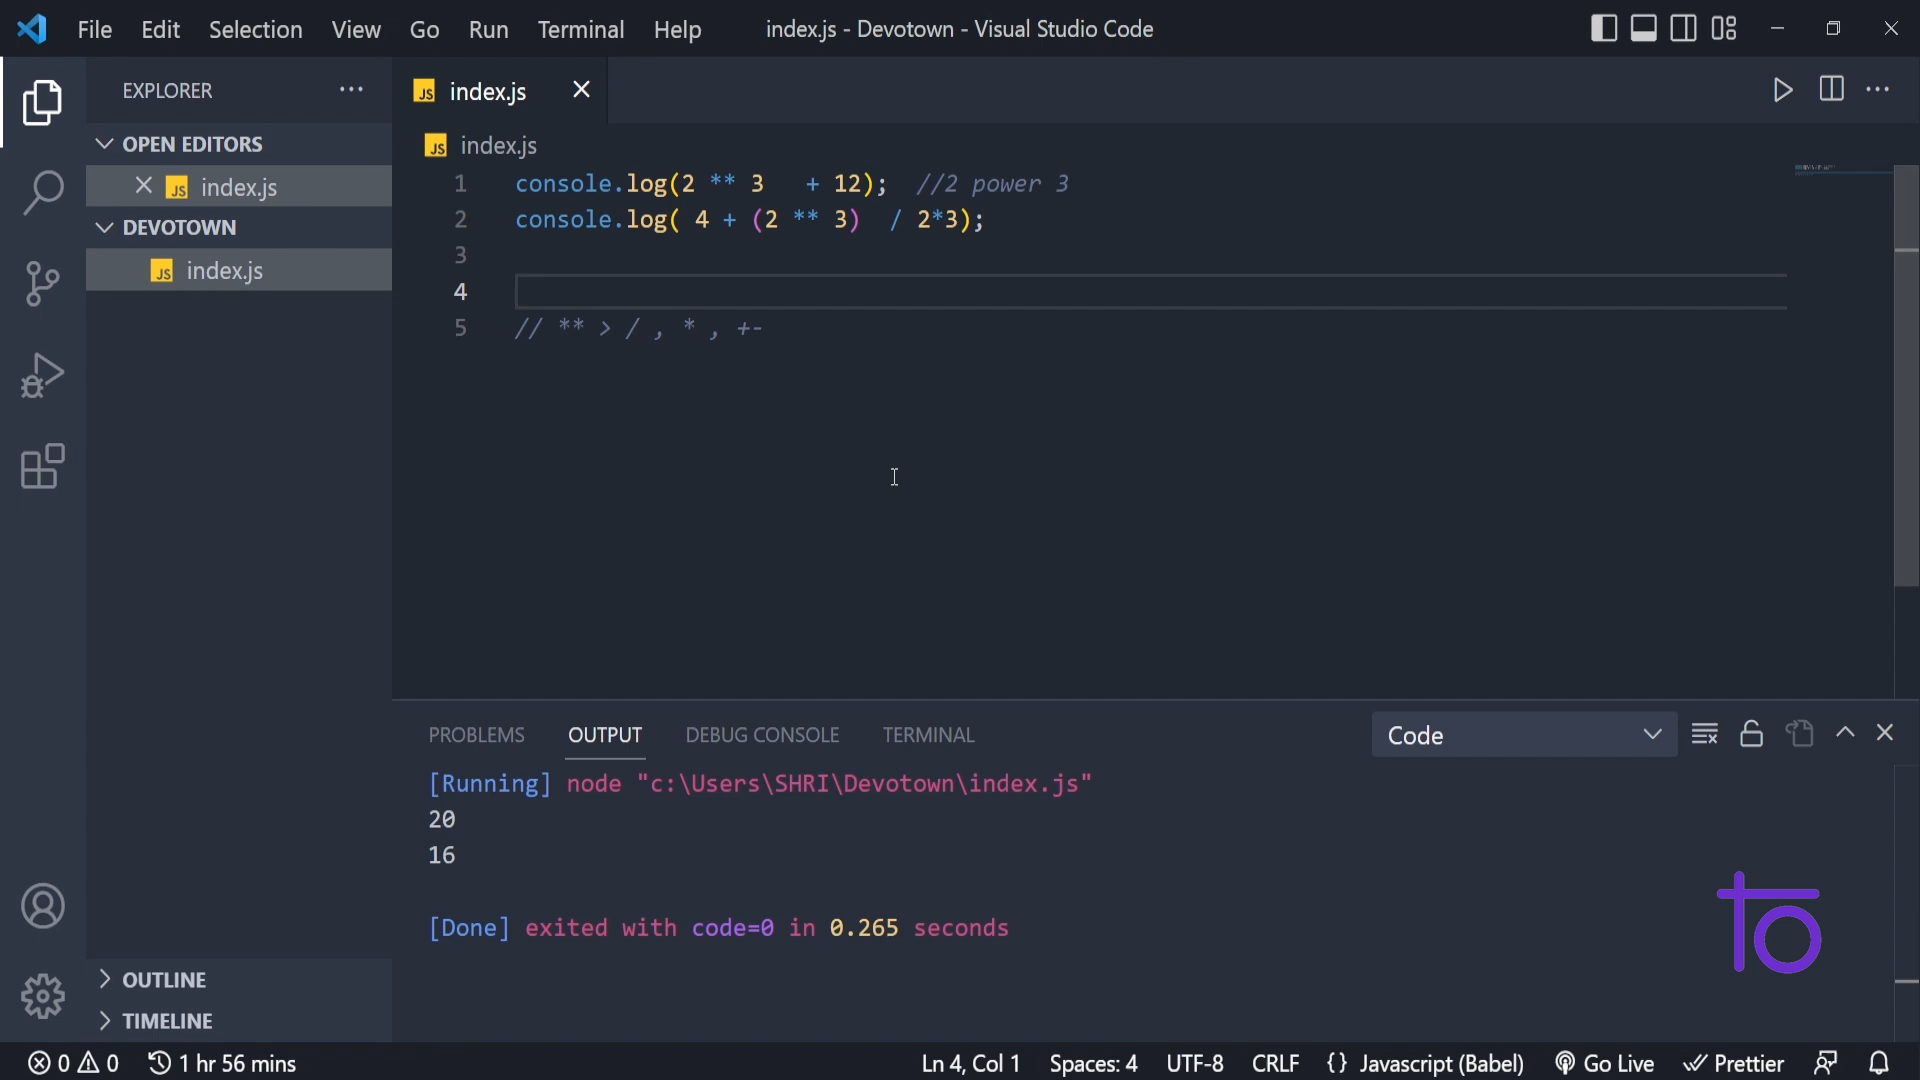 File Edit Selection View Go Run Terminal Help index.js - Devotown - Visual Studio Code
EXPLORER
OPEN EDITORS
JS index.js
DEVOTOWN
JS index.js
OUTLINE
TIMELINE
JS index.js
JS index.js
1 console.log(2 ** 3   + 12);  //2 power 3
2 console.log( 4 + (2 ** 3)  / 2*3);
3
4
5 // ** > / , * , +-
PROBLEMS OUTPUT DEBUG CONSOLE TERMINAL Code
[Running] node "c:\Users\SHRI\Devotown\index.js"
20
16
[Done] exited with code=0 in 0.265 seconds
0 0 1 hr 56 mins Ln 4, Col 1 Spaces: 4 UTF-8 CRLF {} Javascript (Babel) Go Live Prettier